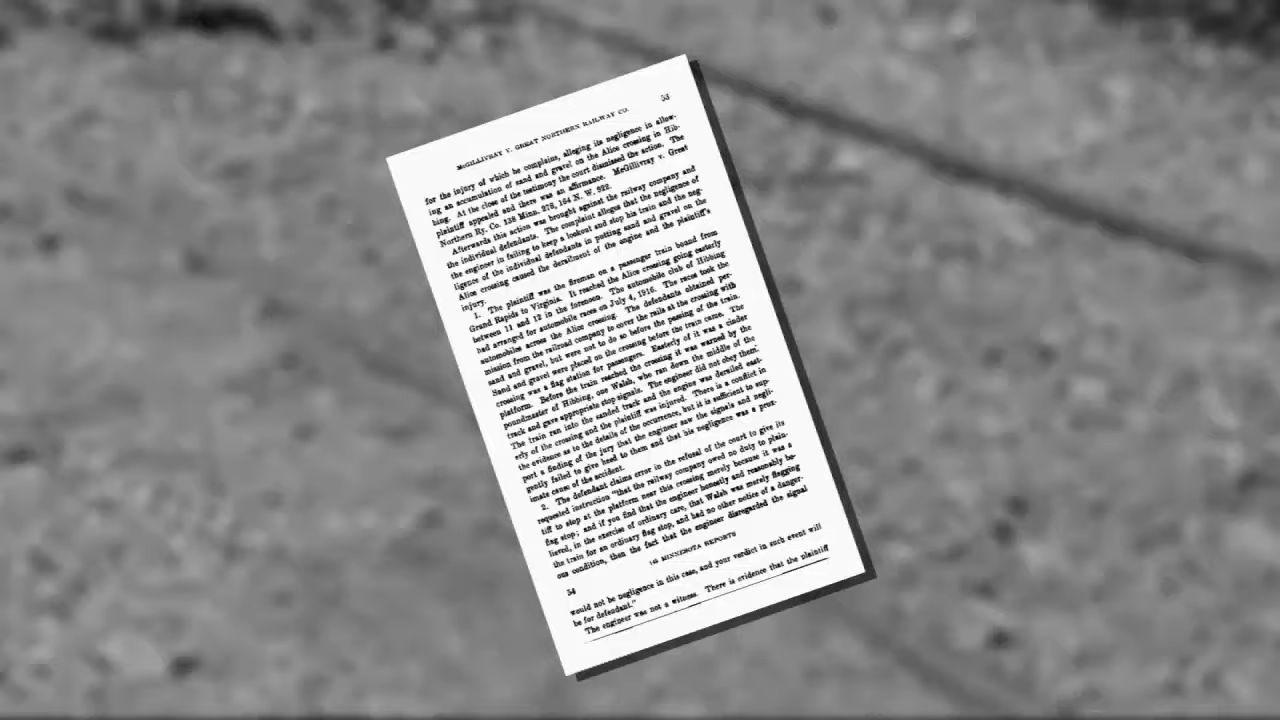 McGILLIVRAY V. GREAT NORTHERN RAILWAY CO. 53
for the injury of which he complains, alleging its negligence in allow-
ing an accumulation of sand and gravel on the Alice crossing in Hib-
bing. At the close of the testimony the court dismissed the action. The
plaintiff appealed and there was an affirmance. McGillivray v. Great
Northern Ry. Co. 138 Minn. 278, 164 N. W. 922.
Afterwards this action was brought against the railway company and
the individual defendants. The complaint alleges that the negligence of
the engineer in failing to keep a lookout and stop his train and the neg-
ligence of the individual defendants in putting sand and gravel on the
Alice crossing caused the derailment of the engine and the plaintiff's
injury.
1. The plaintiff was the fireman on a passenger train bound from
Grand Rapids to Virginia. It reached the Alice crossing going easterly
between 11 and 12 in the forenoon. The automobile club of Hibbing
had arranged for automobile races on July 4, 1916. The races took the
automobiles across the Alice crossing. The defendants obtained per-
mission from the railroad company to cover the rails at the crossing with
sand and gravel, but were not to do so before the passing of the train.
Sand and gravel were placed on the crossing before the train came. The
crossing was a flag station for passengers. Easterly of it was a cinder
platform. Before the train reached the crossing it was warned by the
poundmaster of Hibbing, one Walsh, who ran down the middle of the
track and gave appropriate stop signals. The engineer did not obey them.
The train ran into the sanded track and the engine was derailed east-
erly of the crossing and the plaintiff was injured. There is a conflict in
the evidence as to the details of the occurrence, but it is sufficient to sup-
port a finding of the jury that the engineer saw the signals and negli-
gently failed to give heed to them and that his negligence was a prox-
imate cause of the accident.
2. The defendant claims error in the refusal of the court to give its
requested instruction "that the railway company owed no duty to plain-
tiff to stop at the platform near this crossing merely because it was a
flag stop; and if you find that the engineer honestly and reasonably be-
lieved, in the exercise of ordinary care, that Walsh was merely flagging
the train for an ordinary flag stop, and had no other notice of a danger-
ous condition, then the fact that the engineer disregarded the signal
54 145 MINNESOTA REPORTS
would not be negligence in this case, and your verdict in such event will
be for defendant."
The engineer was not a witness. There is evidence that the plaintiff